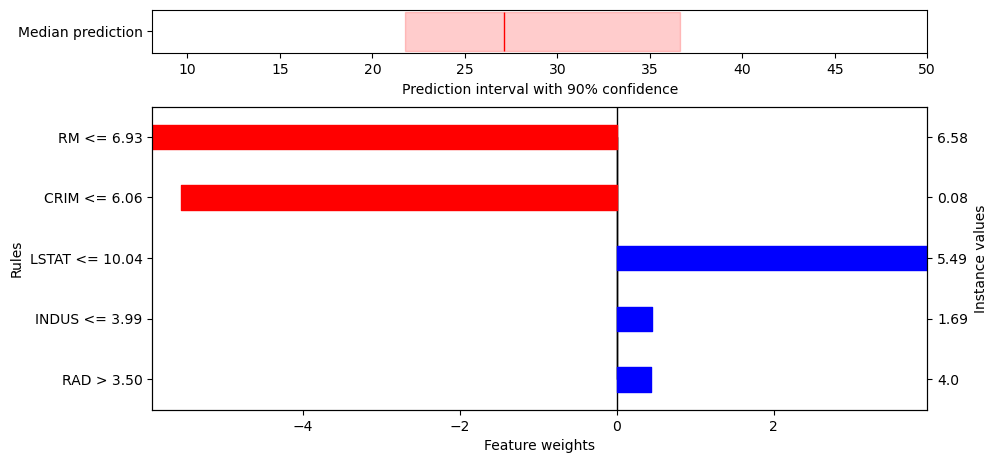 Median prediction
10 15 20 25 30 35 40 45 50
Prediction interval with 90% confidence
Rules
RM <= 6.93 6.58
CRIM <= 6.06 0.08
LSTAT <= 10.04 5.49
INDUS <= 3.99 1.69
RAD > 3.50 4.0
Instance values
−4 −2 0 2
Feature weights